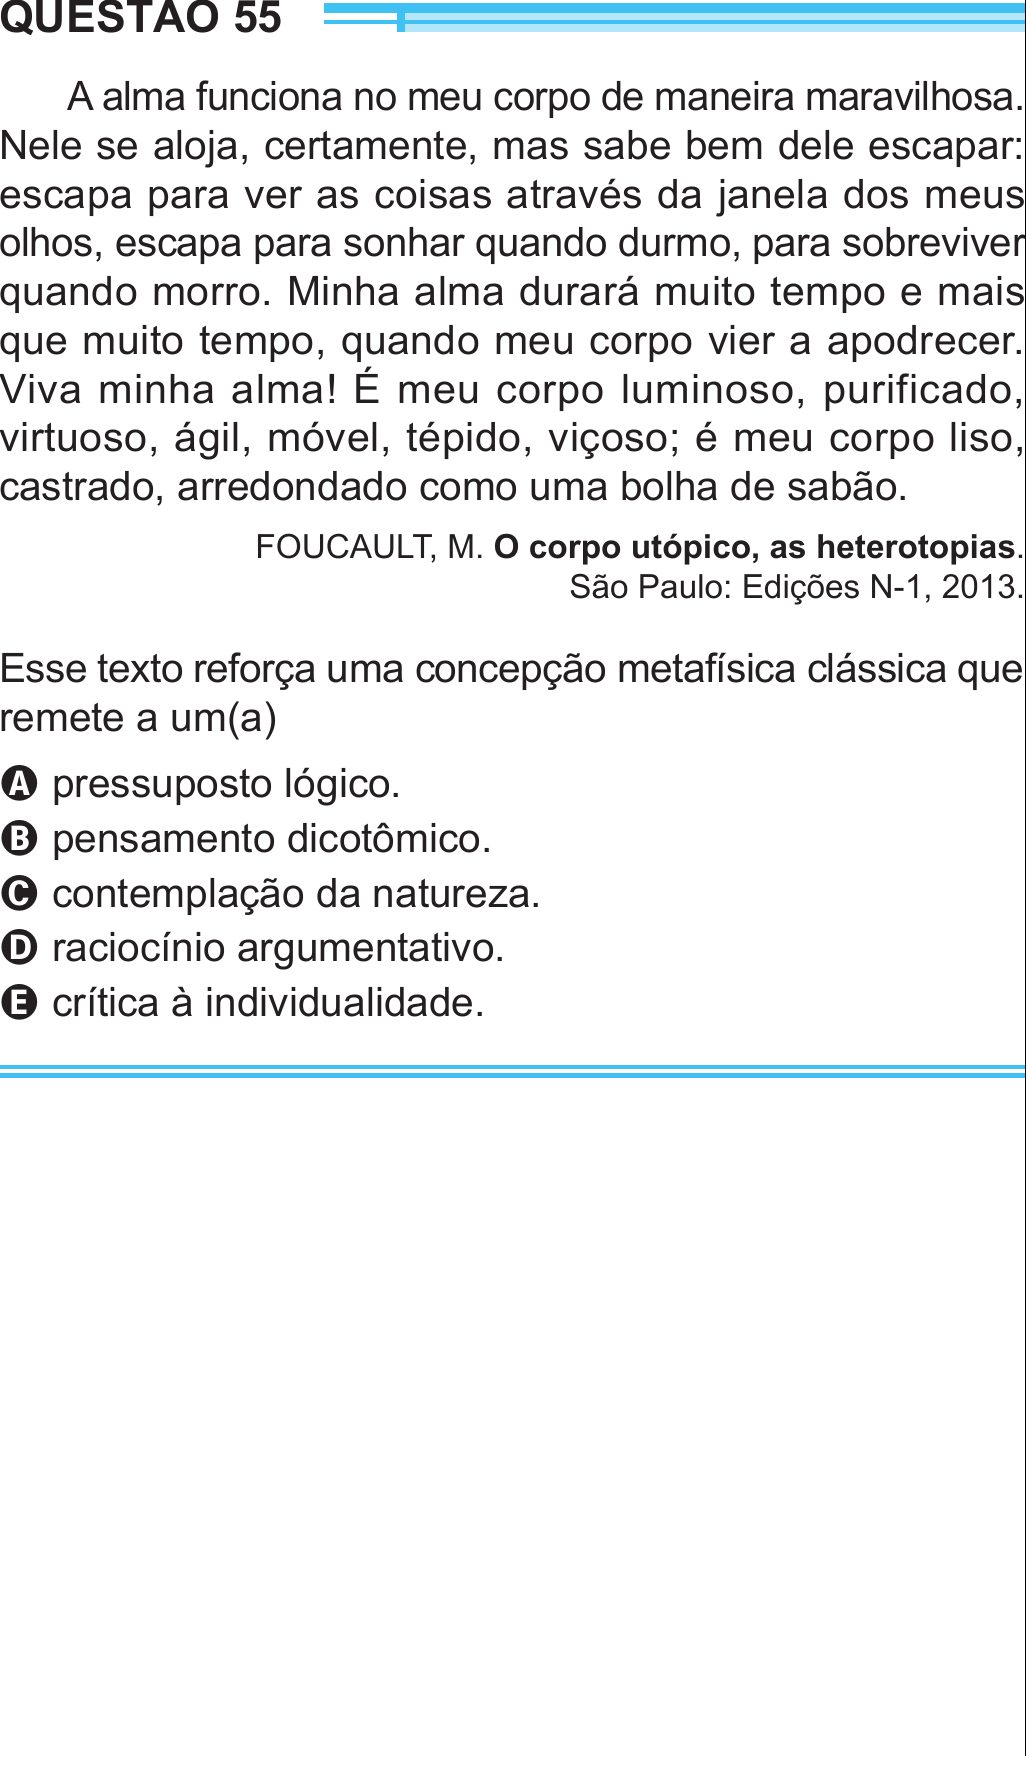 QUESTÃO 55
A alma funciona no meu corpo de maneira maravilhosa.
Nele se aloja, certamente, mas sabe bem dele escapar:
escapa para ver as coisas através da janela dos meus
olhos, escapa para sonhar quando durmo, para sobreviver
quando morro. Minha alma durará muito tempo e mais
que muito tempo, quando meu corpo vier a apodrecer.
Viva minha alma! É meu corpo luminoso, purificado,
virtuoso, ágil, móvel, tépido, viçoso; é meu corpo liso,
castrado, arredondado como uma bolha de sabão.
FOUCAULT, M. O corpo utópico, as heterotopias.
São Paulo: Edições N-1, 2013.
Esse texto reforça uma concepção metafísica clássica que
remete a um(a)
A pressuposto lógico.
B pensamento dicotômico.
C contemplação da natureza.
D raciocínio argumentativo.
E crítica à individualidade.